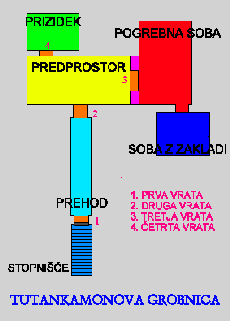 PRIZIDEK
POGREBNA SOBA
4
PREDPROSTOR
3
2
SOBA Z ZAKLADI
PREHOD
1
1. PRVA VRATA
2. DRUGA VRATA
3. TRETJA VRATA
4. ČETRTA VRATA
STOPNIŠČE
TUTANKAMONOVA GROBNICA